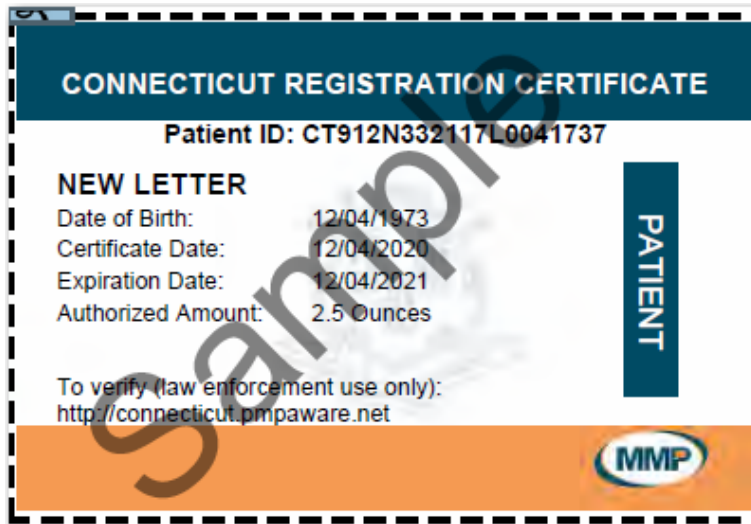 CONNECTICUT REGISTRATION CERTIFICATE
Patient ID: CT912N332117L0041737
NEW LETTER
Date of Birth: 12/04/1973
Certificate Date: 12/04/2020
Expiration Date: 12/04/2021
Authorized Amount: 2.5 Ounces
PATIENT
To verify (law enforcement use only):
http://connecticut.pmpaware.net
MMP
Sample